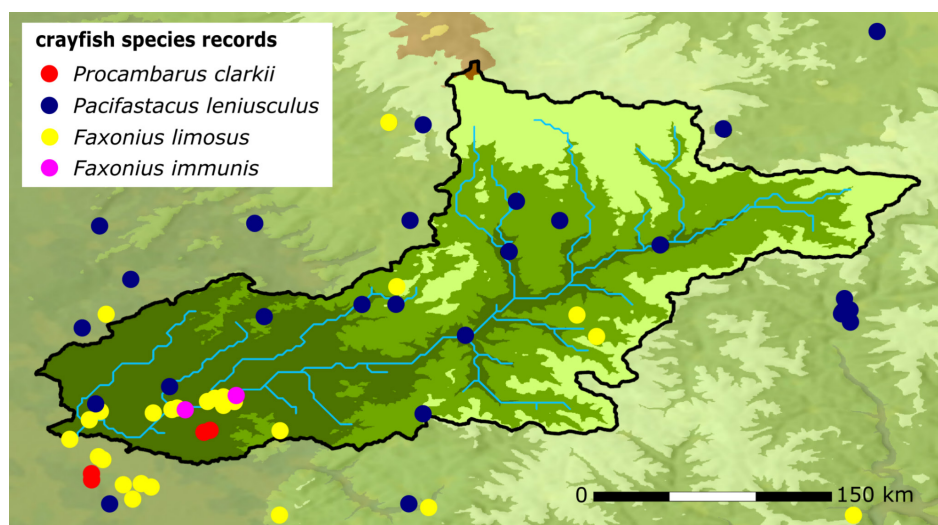 crayfish species records
Procambarus clarkii
Pacifastacus leniusculus
Faxonius limosus
Faxonius immunis
0 150 km